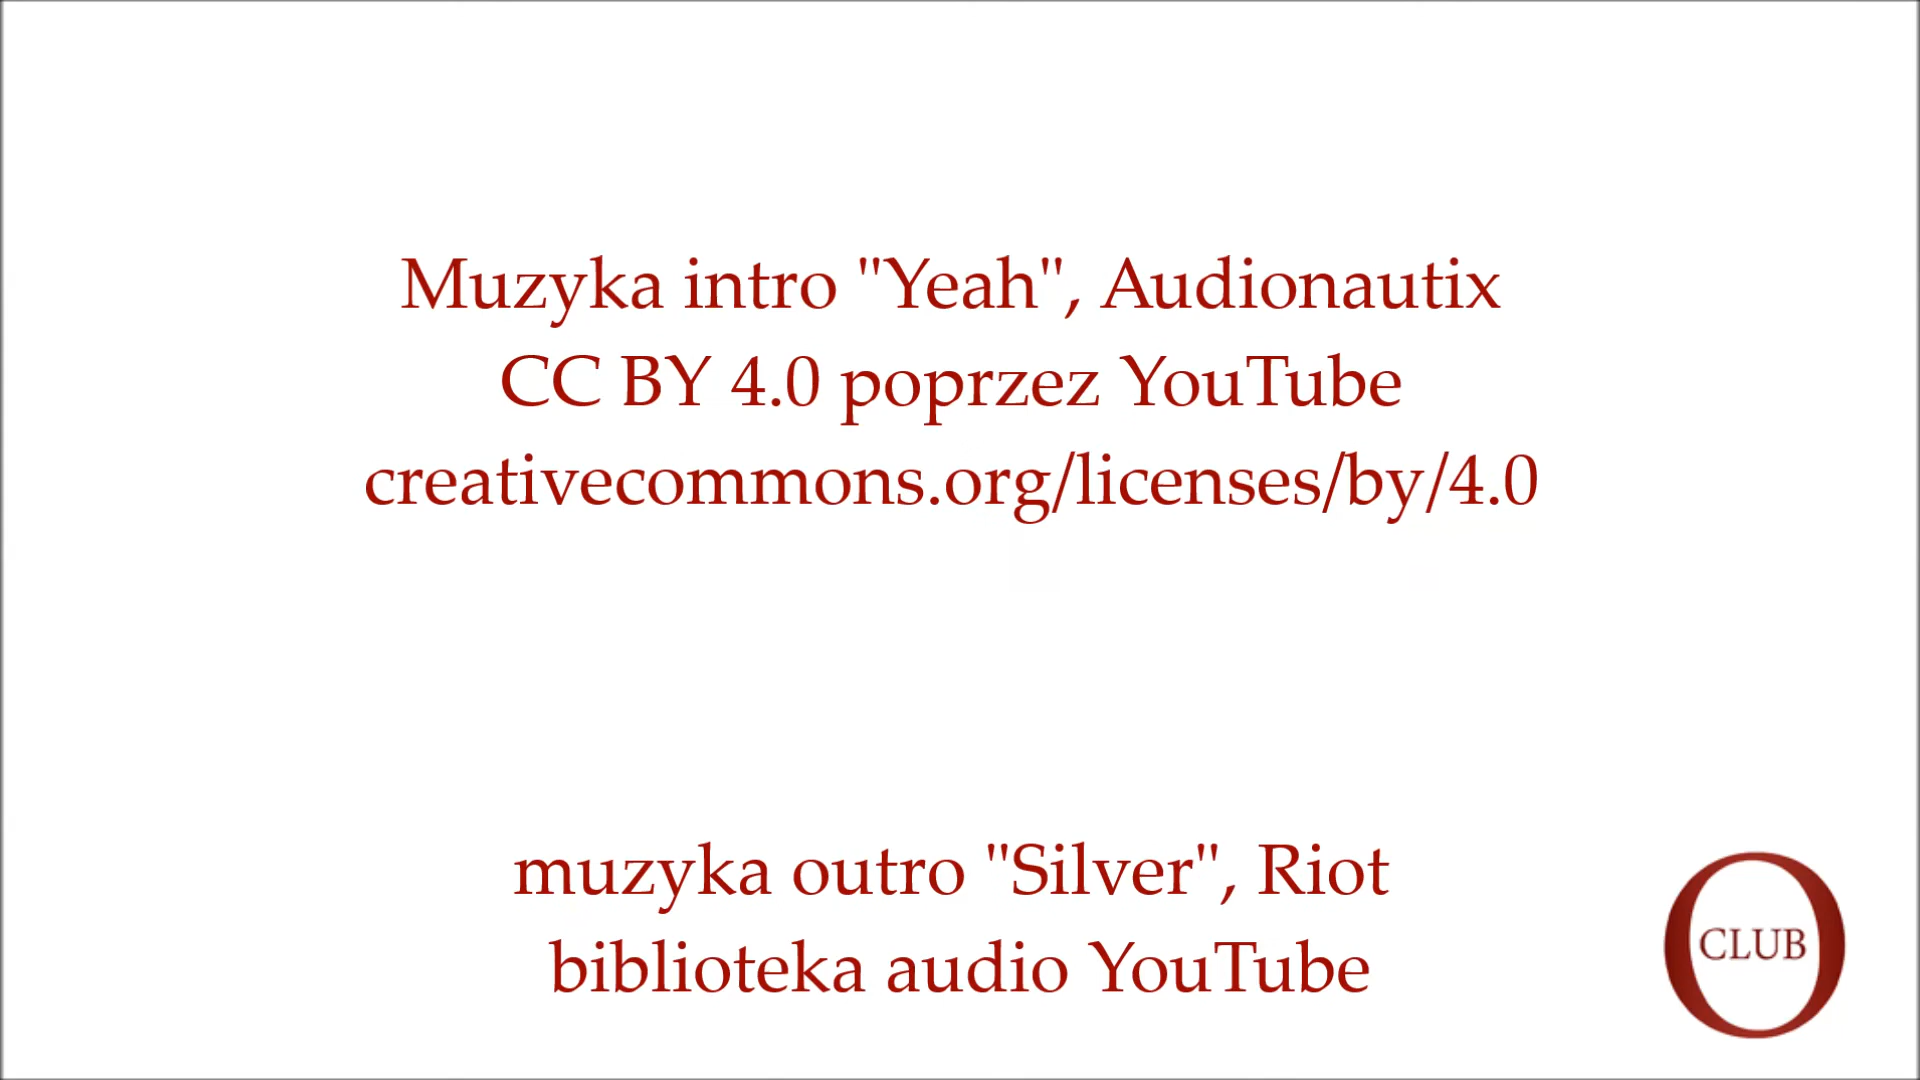 Muzyka intro "Yeah", Audionautix
CC BY 4.0 poprzez YouTube
creativecommons.org/licenses/by/4.0
muzyka outro "Silver", Riot
biblioteka audio YouTube
O
CLUB